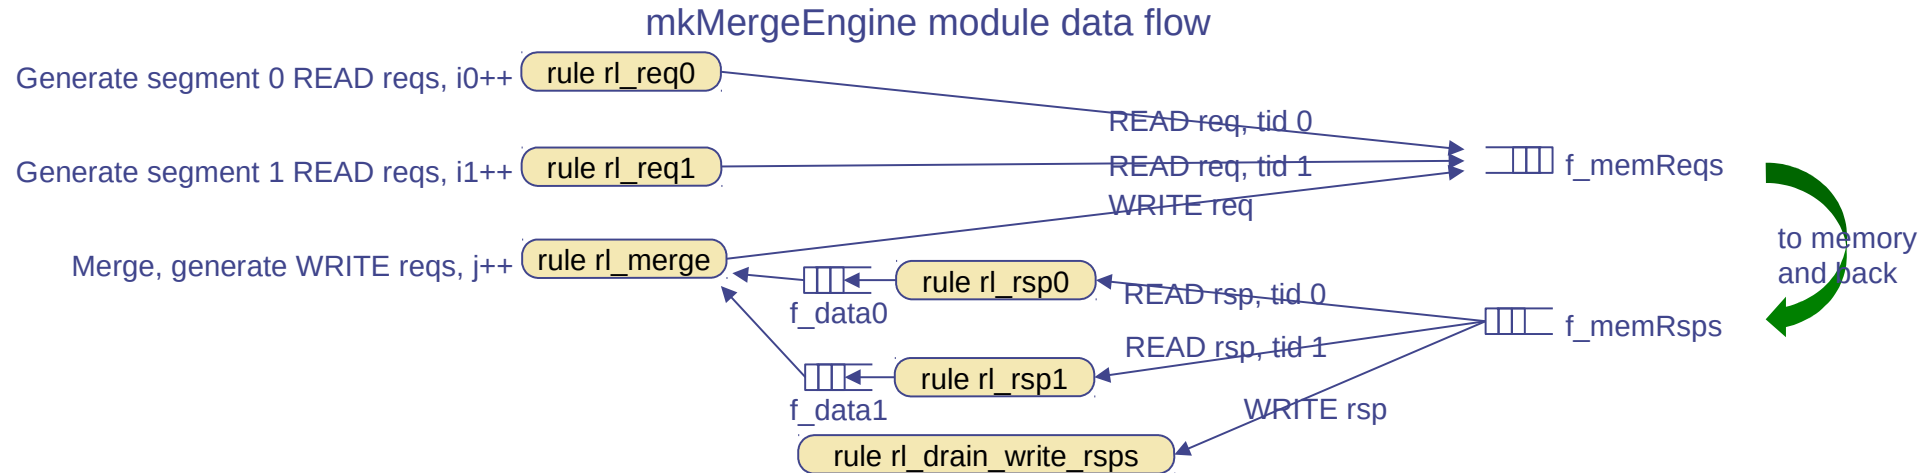 mkMergeEngine module data flow
Generate segment 0 READ reqs, i0++
rule rl_req0
READ req, tid 0
Generate segment 1 READ reqs, i1++
rule rl_req1
READ req, tid 1
f_memReqs
WRITE req
Merge, generate WRITE reqs, j++
rule rl_merge
to memory
and back
rule rl_rsp0
READ rsp, tid 0
f_data0
f_memRsps
READ rsp, tid 1
rule rl_rsp1
f_data1
WRITE rsp
rule rl_drain_write_rsps